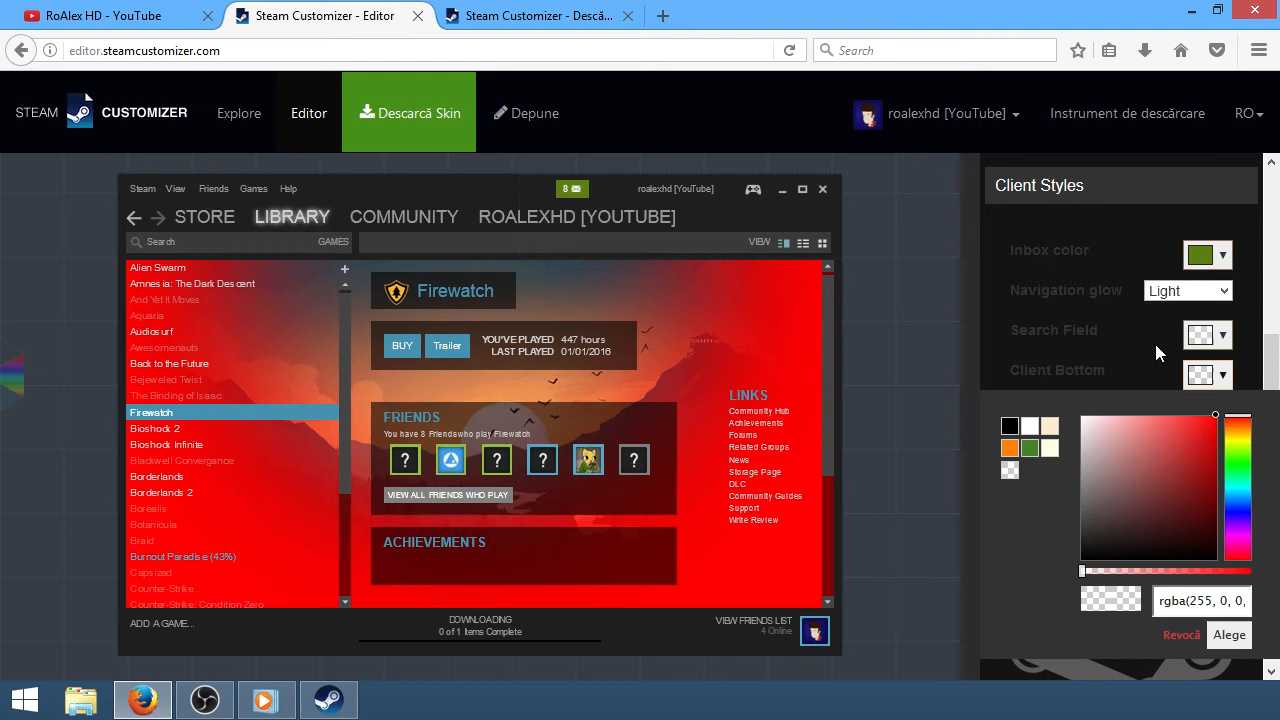 RoAlex HD - YouTube
Steam Customizer - Editor
Steam Customizer - Descă...
editor.steamcustomizer.com
Search
STEAM CUSTOMIZER
Explore
Editor
Descarcă Skin
Depune
roalexhd [YouTube]
Instrument de descărcare
RO
Steam View Friends Games Help
8
roalexhd [YouTube]
STORE LIBRARY COMMUNITY ROALEXHD [YOUTUBE]
Search GAMES
VIEW
Alien Swarm
Amnesia: The Dark Descent
And Yet It Moves
Aquaria
Audiosurf
Awesomenauts
Back to the Future
Bejeweled Twist
The Binding of Isaac
Firewatch
Bioshock 2
Bioshock Infinite
Blackwell Convergance
Borderlands
Borderlands 2
Borealis
Botanicula
Braid
Burnout Paradise (43%)
Capsized
Counter-Strike
Counter-Strike: Condition Zero
ADD A GAME...
Firewatch
BUY
Trailer
YOU'VE PLAYED 447 hours
LAST PLAYED 01/01/2016
FRIENDS
You have 8 Friendswho play Firewatch
? ? ? ? ?
VIEW ALL FRIENDS WHO PLAY
ACHIEVEMENTS
LINKS
Community Hub
Achievements
Forums
Related Groups
News
Storage Page
DLC
Community Guides
Support
Write Review
DOWNLOADING
0 of 1 Items Complete
VIEW FRIENDS LIST
4 Online
Client Styles
Inbox color
Navigation glow Light
Search Field
Client Bottom
rgba(255, 0, 0,
Revocă Alege